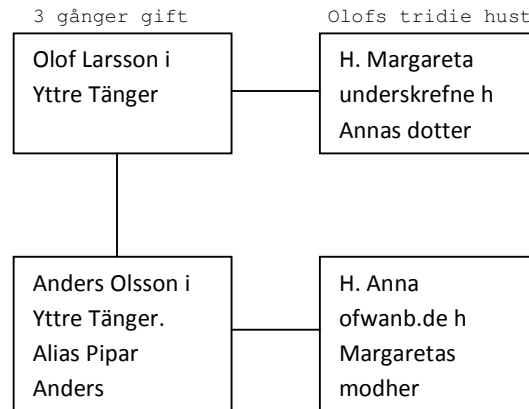 3 gånger gift
Olofs tridie hust
Olof Larsson i
Yttre Tänger
H. Margareta
underskrefne h
Annas dotter
Anders Olsson i
Yttre Tänger.
Alias Pipar
Anders
H. Anna
ofwanb.de h
Margaretas
modher